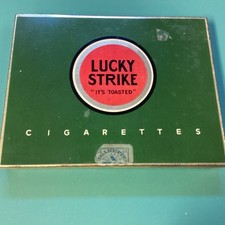 LUCKY
STRIKE
"IT'S TOASTED"
CIGARETTES